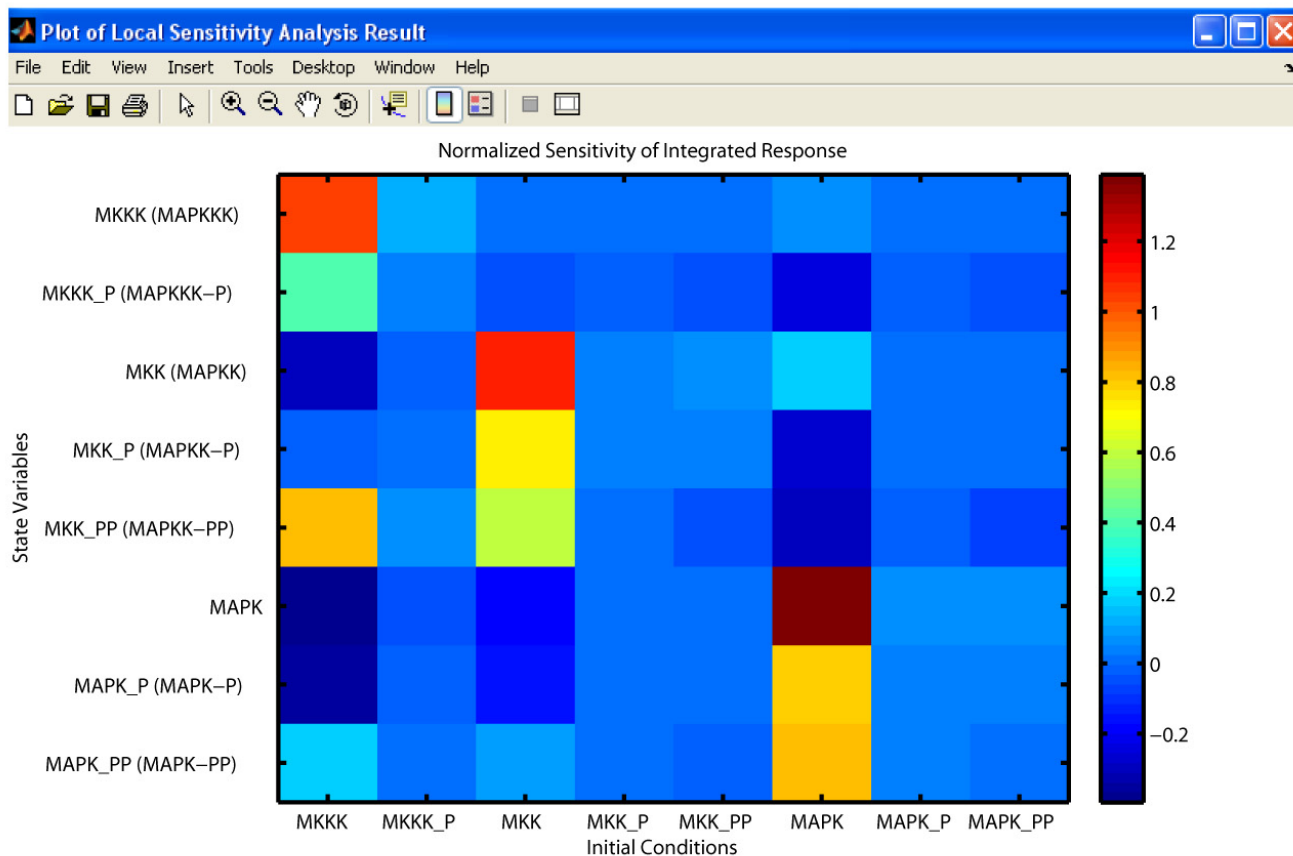 Plot of Local Sensitivity Analysis Result
File Edit View Insert Tools Desktop Window Help
Normalized Sensitivity of Integrated Response
State Variables
MKKK (MAPKKK)
MKKK_P (MAPKKK−P)
MKK (MAPKK)
MKK_P (MAPKK−P)
MKK_PP (MAPKK−PP)
MAPK
MAPK_P (MAPK−P)
MAPK_PP (MAPK−PP)
MKKK MKKK_P MKK MKK_P MKK_PP MAPK MAPK_P MAPK_PP
Initial Conditions
1.2
1
0.8
0.6
0.4
0.2
0
−0.2